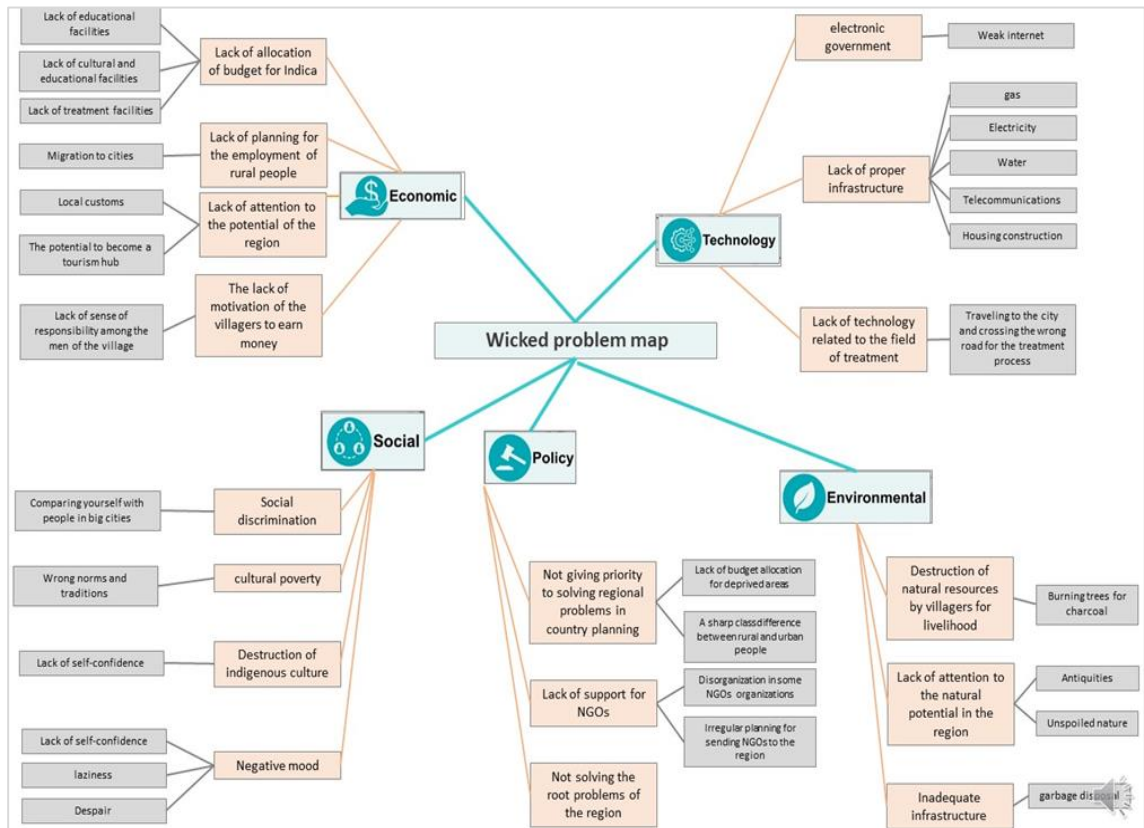 Lack of educational
facilities
Lack of cultural and
educational facilities
Lack of treatment facilities
Lack of allocation
of budget for Indica
Migration to cities
Lack of planning for
the employment of
rural people
Local customs
The potential to become a
tourism hub
Lack of attention to
the potential of the
region
Lack of sense of
responsibility among the
men of the village
The lack of
motivation of the
villagers to earn
money
Economic
electronic
government
Weak internet
Lack of proper
infrastructure
gas
Electricity
Water
Telecommunications
Housing construction
Technology
Lack of technology
related to the field
of treatment
Traveling to the city
and crossing the wrong
road for the treatment
process
Wicked problem map
Social
Comparing yourself with
people in big cities
Social
discrimination
Wrong norms and
traditions
cultural poverty
Lack of self-confidence
Destruction of
indigenous culture
Lack of self-confidence
laziness
Despair
Negative mood
Policy
Not giving priority
to solving regional
problems in
country planning
Lack of budget allocation
for deprived areas
A sharp class difference
between rural and urban
people
Lack of support for
NGOs
Disorganization in some
NGOs organizations
Irregular planning for
sending NGOs to the
region
Not solving the
root problems of
the region
Environmental
Destruction of
natural resources
by villagers for
livelihood
Burning trees for
charcoal
Lack of attention to
the natural
potential in the
region
Antiquities
Unspoiled nature
Inadequate
infrastructure
garbage disposal